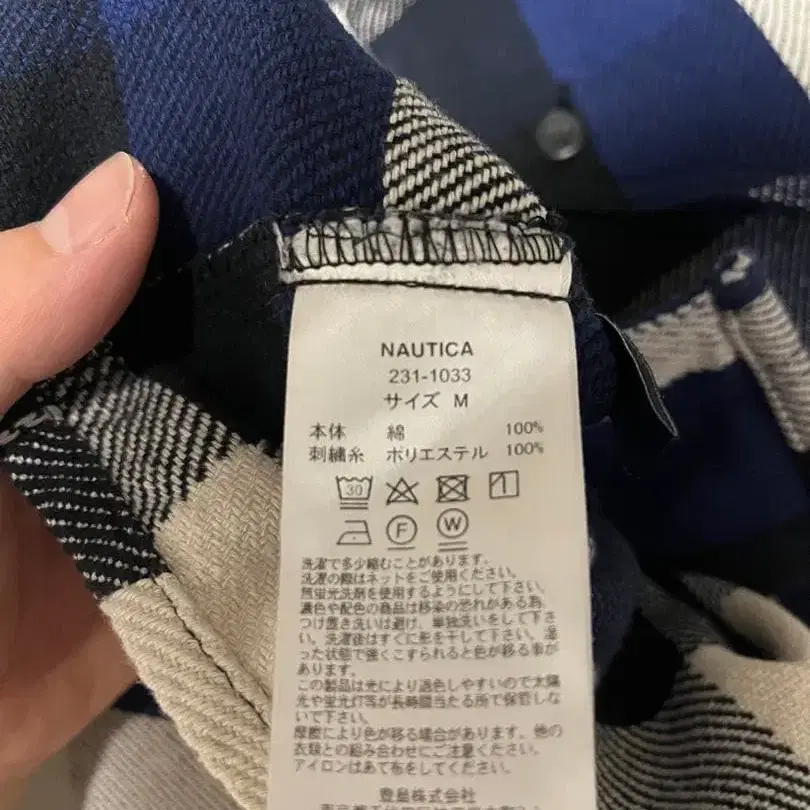 NAUTICA
231-1033
サイズ M
本体 綿 100%
刺繍糸 ポリエステル 100%
30
1
F W
洗濯で多少縮むことがあります。
洗濯の際はネットをご使用ください。
無蛍光洗剤を使用するようにして下さい。
濃色や配色の商品は移染の恐れがある為、
つけ置き洗いは避け、単独洗いをして下さ
い。洗濯後はすぐに形を干して下さい。湿
った状態で強くこすられると色が移る事が
あります。
この製品は光により退色しやすいので太陽
光や蛍光灯等が長時間当たる所で保管しな
いで下さい。
摩擦により色が移る場合があります。他の
衣類との組み合わせにご注意ください。
アイロンはあて布をしてください。
豊島株式会社